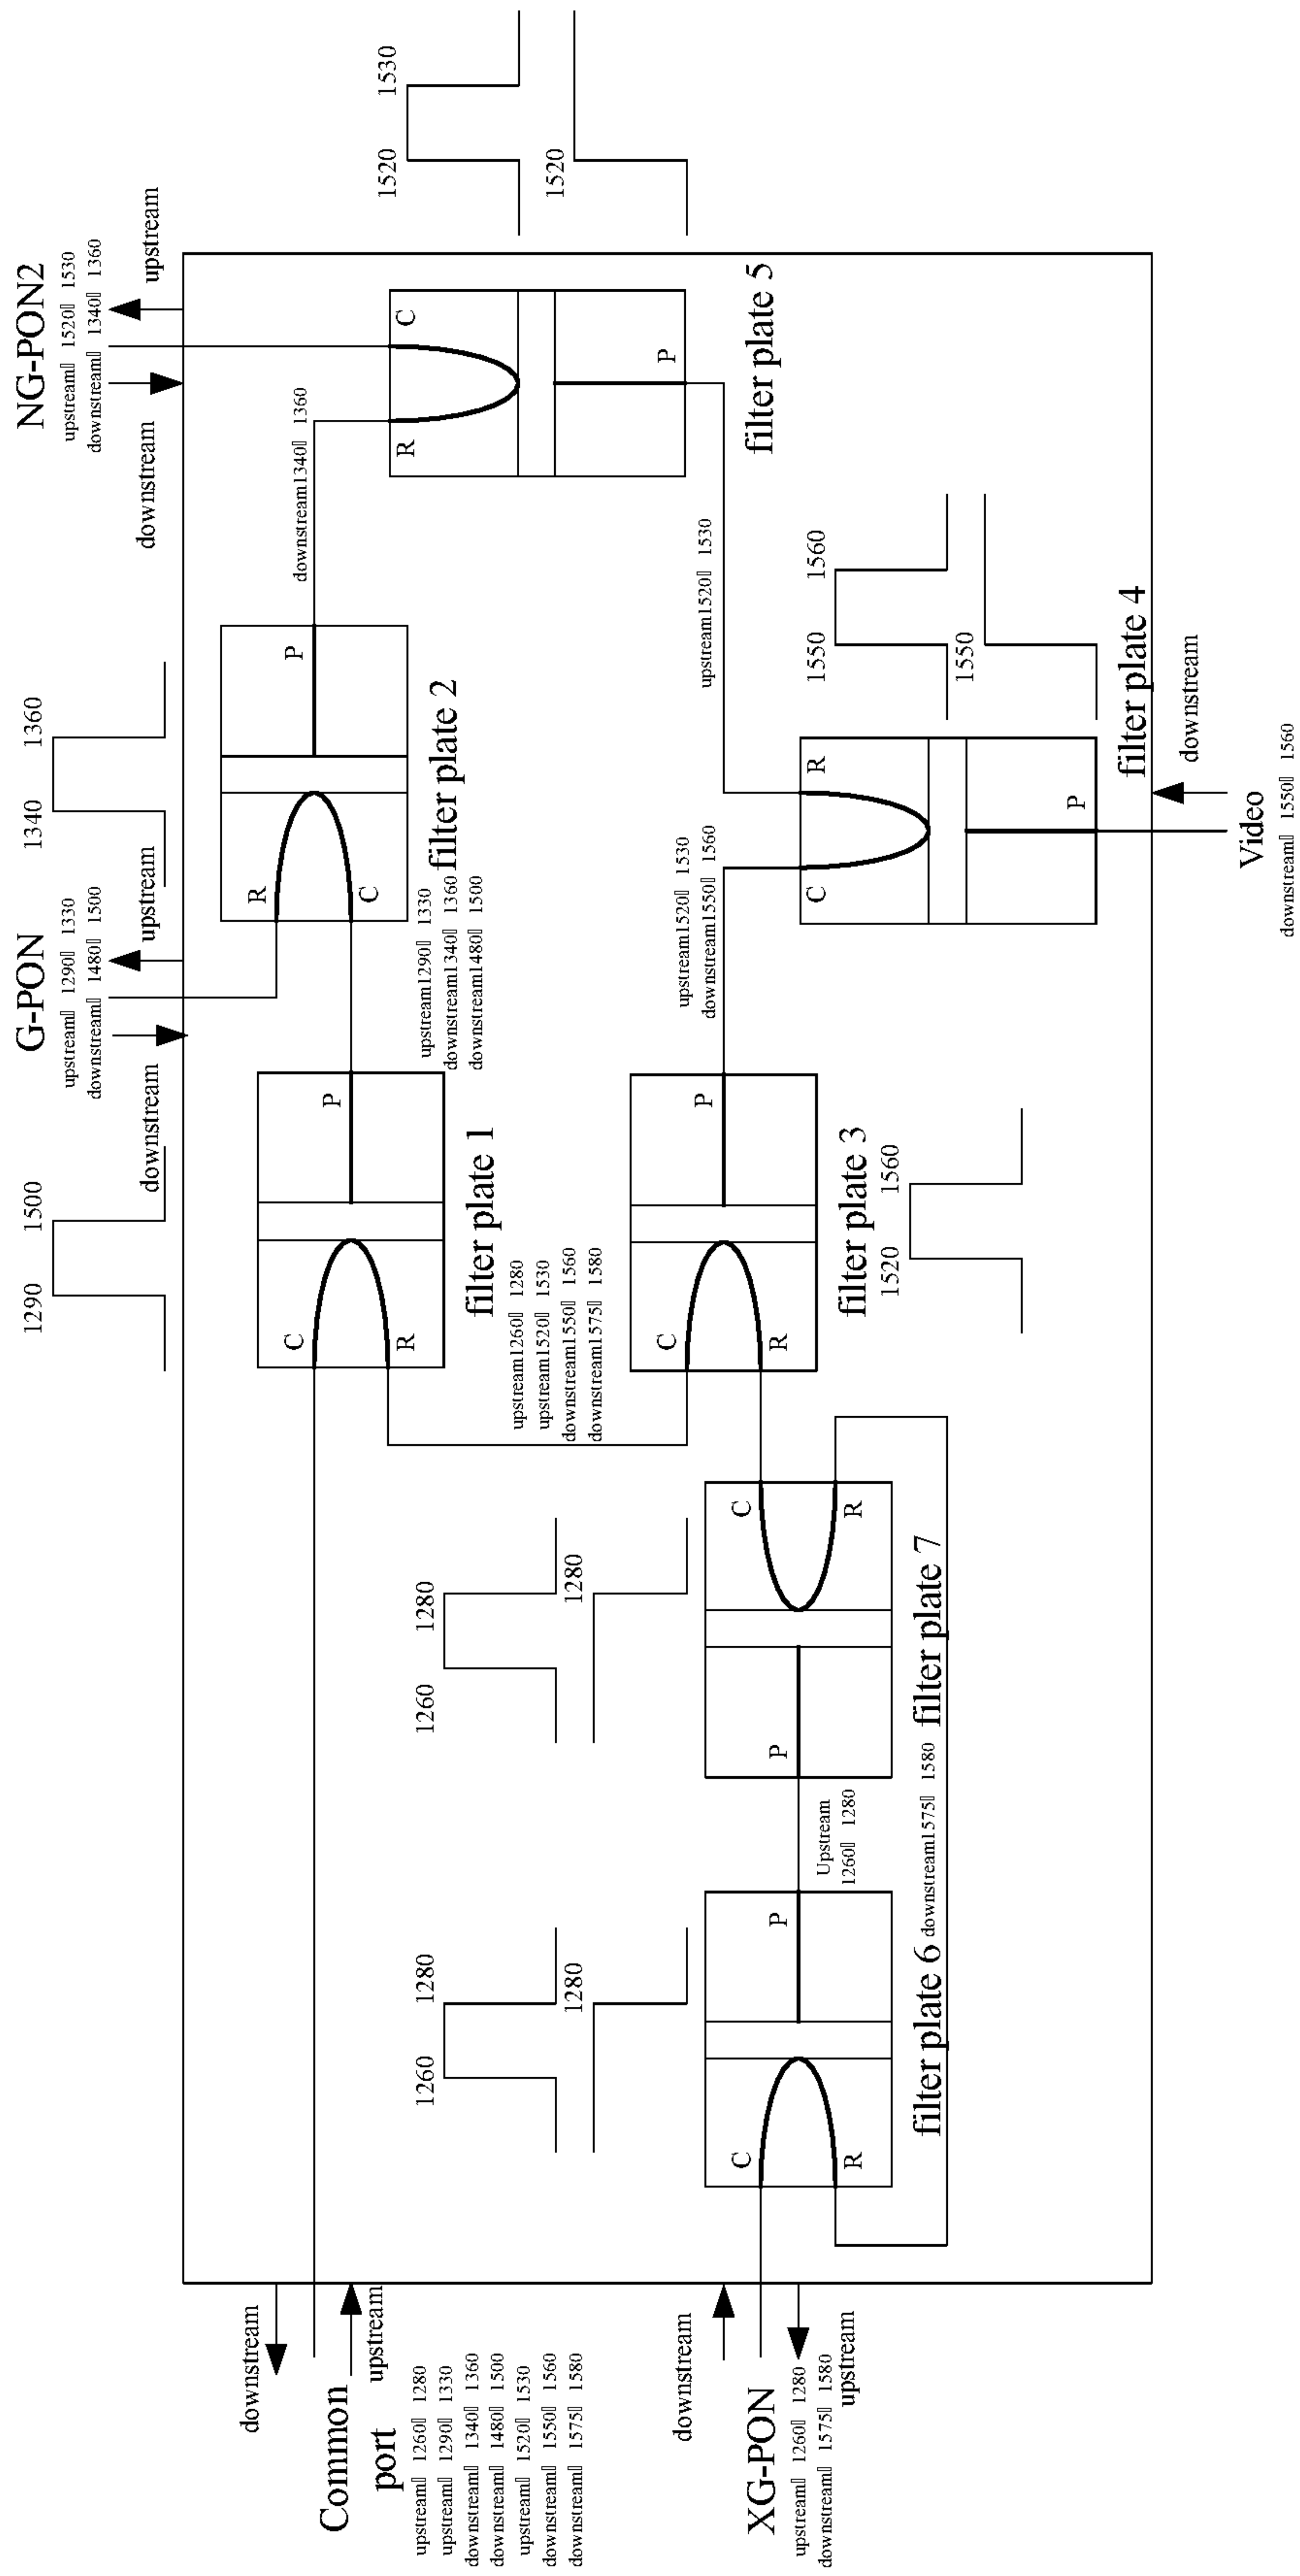 G-PON
NG-PON2
1290 1500
1340 1360
upstream▯ 1290▯ 1330
downstream▯ 1480▯ 1500
upstream▯ 1520▯ 1530
downstream▯ 1340▯ 1360
downstream
upstream
downstream
upstream
downstream
R
C
P
downstream1340▯ 1360
filter plate 2
C
R
P
filter plate 1
upstream1290▯ 1330
downstream1340▯ 1360
downstream1480▯ 1500
R
C
P
filter plate 5
1520 1530
1520
Common
port
upstream
upstream▯ 1260▯ 1280
upstream▯ 1290▯ 1330
downstream▯ 1340▯ 1360
downstream▯ 1480▯ 1500
upstream▯ 1520▯ 1530
downstream▯ 1550▯ 1560
downstream▯ 1575▯ 1580
1260 1280
1280
1260 1280
1280
upstream1260▯ 1280
upstream1520▯ 1530
downstream1550▯ 1560
downstream1575▯ 1580
C
R
P
filter plate 3
1520 1560
upstream1520▯ 1530
downstream1550▯ 1560
upstream1520▯ 1530
C
R
P
filter plate 4
1550 1560
1550
downstream
XG-PON
upstream▯ 1260▯ 1280
downstream▯ 1575▯ 1580
upstream
C
R
P
filter plate 6
Upstream
1260▯ 1280
downstream1575▯ 1580
P
C
R
filter plate 7
downstream
Video
downstream▯ 1550▯ 1560